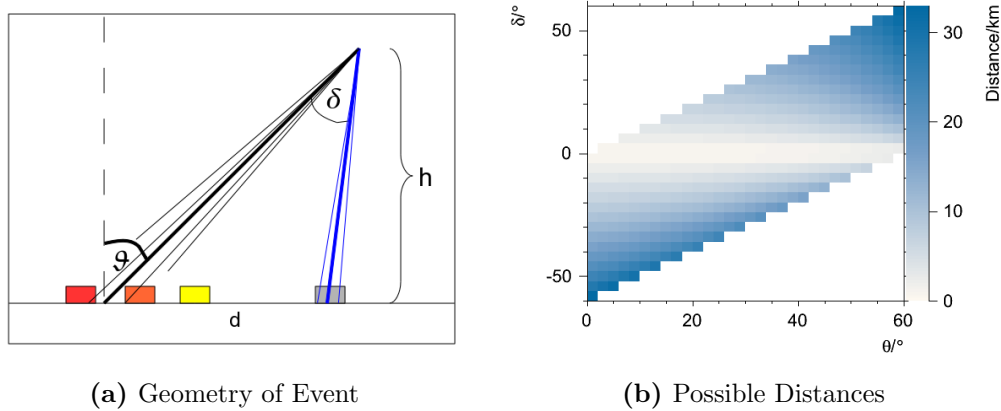 δ
h
ϑ
d
δ/°
50
0
-50
0
20
40
60
θ/°
30
20
10
0
Distance/km
(a) Geometry of Event
(b) Possible Distances